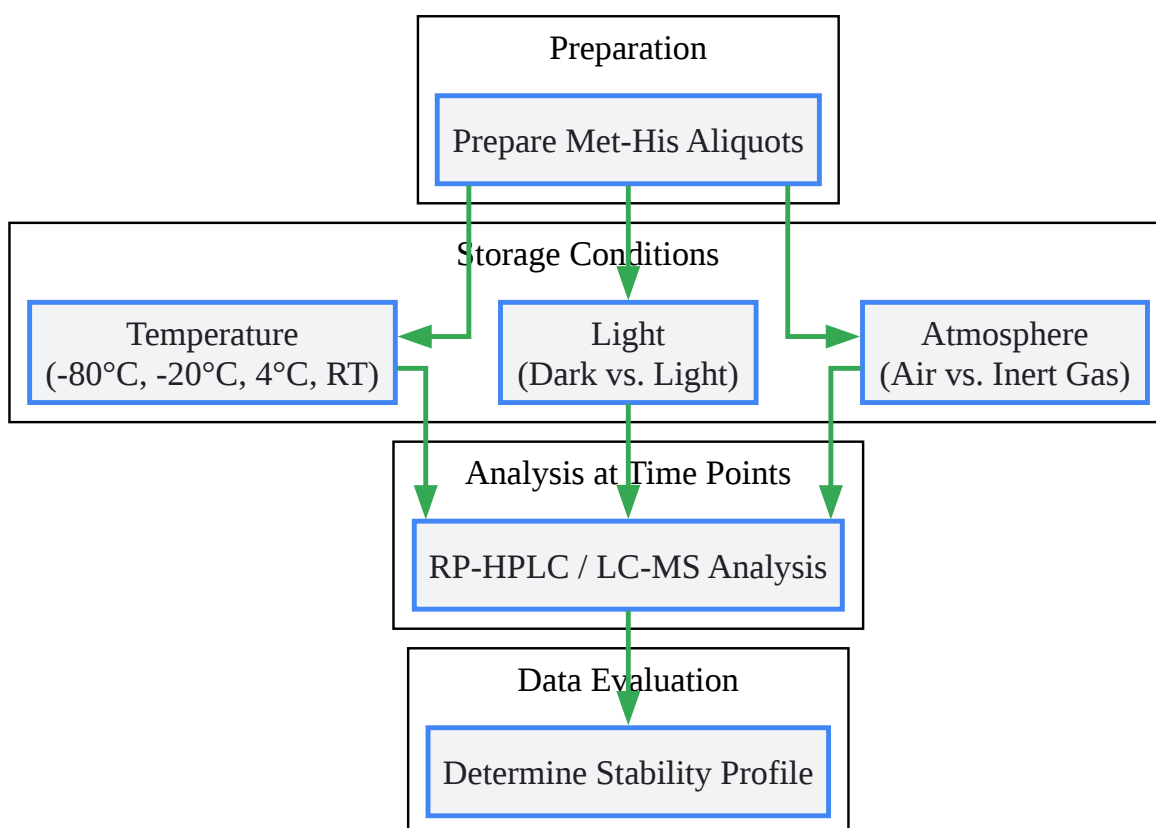 Preparation
Prepare Met-His Aliquots
Storage Conditions
Temperature
(-80°C, -20°C, 4°C, RT)
Light
(Dark vs. Light)
Atmosphere
(Air vs. Inert Gas)
Analysis at Time Points
RP-HPLC / LC-MS Analysis
Data Evaluation
Determine Stability Profile